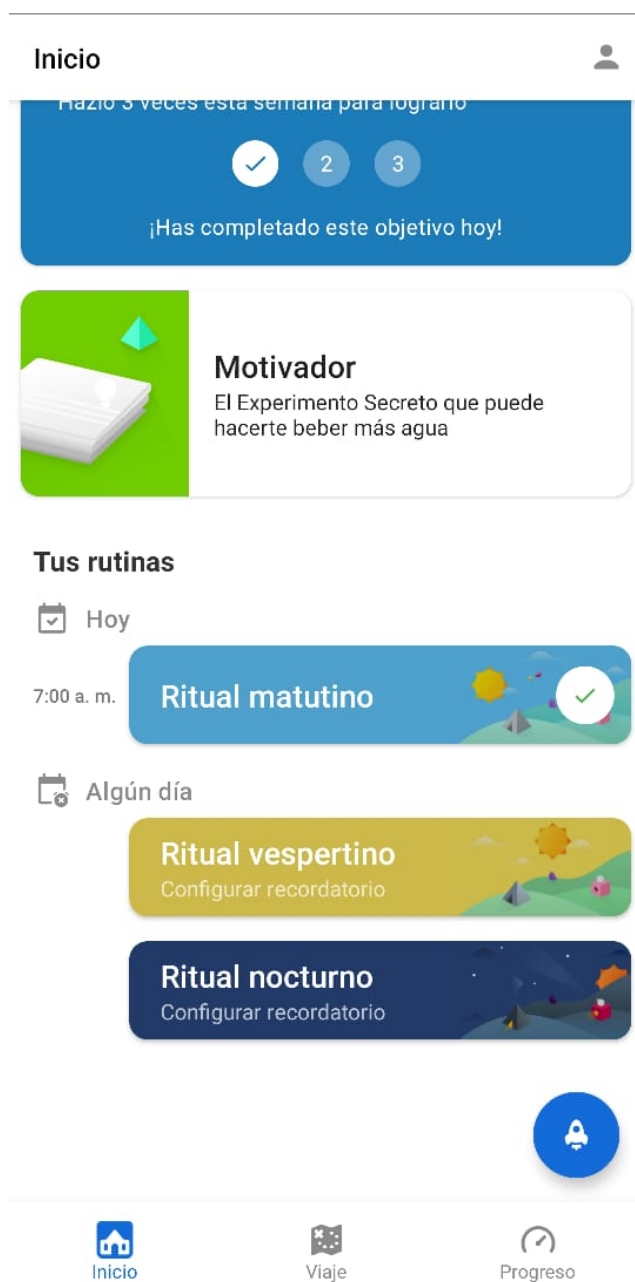 Inicio
Hazlo 3 veces esta semana para lograrlo
2
3
¡Has completado este objetivo hoy!
Motivador
El Experimento Secreto que puede
hacerte beber más agua
Tus rutinas
Hoy
7:00 a. m.
Ritual matutino
Algún día
Ritual vespertino
Configurar recordatorio
Ritual nocturno
Configurar recordatorio
Inicio
Viaje
Progreso